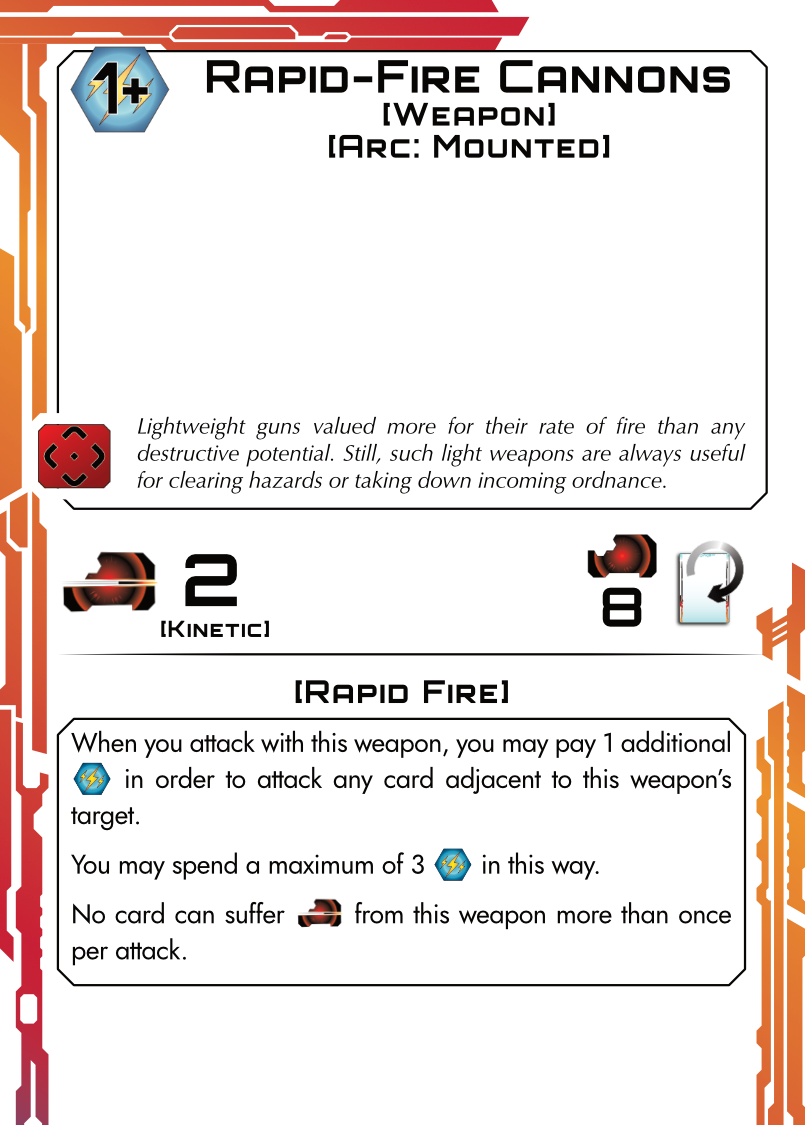 1+
Rapid-Fire Cannons
[Weapon]
[Arc: Mounted]
Lightweight guns valued more for their rate of fire than any
destructive potential. Still, such light weapons are always useful
for clearing hazards or taking down incoming ordnance.
2
[Kinetic]
8
[Rapid Fire]
When you attack with this weapon, you may pay 1 additional
in order to attack any card adjacent to this weapon's
target.
You may spend a maximum of 3 in this way.
No card can suffer from this weapon more than once
per attack.